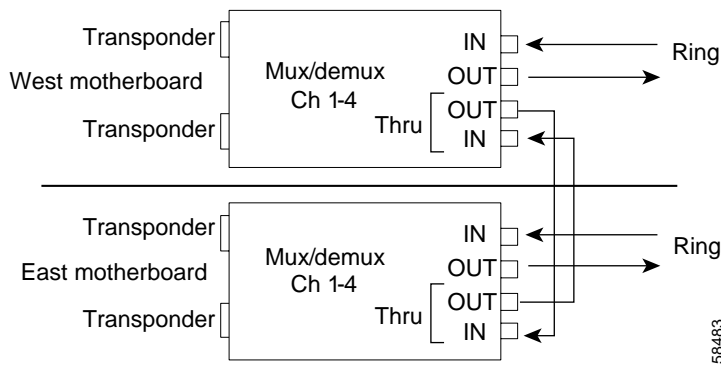 Transponder
West motherboard
Transponder
Mux/demux
Ch 1-4
Thru
IN
OUT
OUT
IN
Ring
Transponder
East motherboard
Transponder
Mux/demux
Ch 1-4
Thru
IN
OUT
OUT
IN
Ring
58483